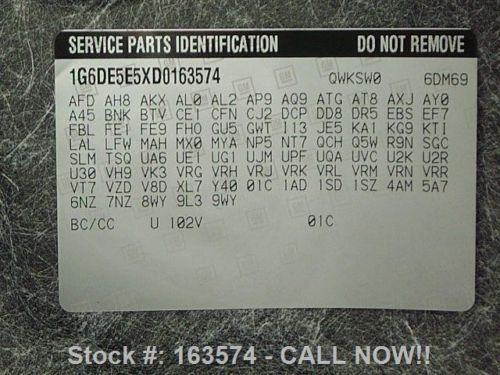 SERVICE PARTS IDENTIFICATION DO NOT REMOVE
1G6DE5E5XD0163574 QWKSW0 6DM69
AFD AH8 AKX AL0 AL2 AP9 AQ9 ATG AT8 AXJ AY0
A45 BNK BTV CE1 CFN CJ2 DCP DD8 DR5 EBS EF7
FBL FE1 FE9 FHO GU5 GWT I13 JE5 KA1 KG9 KTI
LAL LFW MAH MX0 MYA NP5 NT7 QCH Q5W R9N SGC
SLM TSQ UA6 UE1 UG1 UJM UPF UQA UVC U2K U2R
U30 VH9 VK3 VRG VRH VRJ VRK VRL VRM VRN VRR
VT7 VZD V8D XL7 Y40 01C 1AD 1SD 1SZ 4AM 5A7
6NZ 7NZ 8WY 9L3 9WY
BC/CC U 102V 01C
Stock #: 163574 - CALL NOW!!